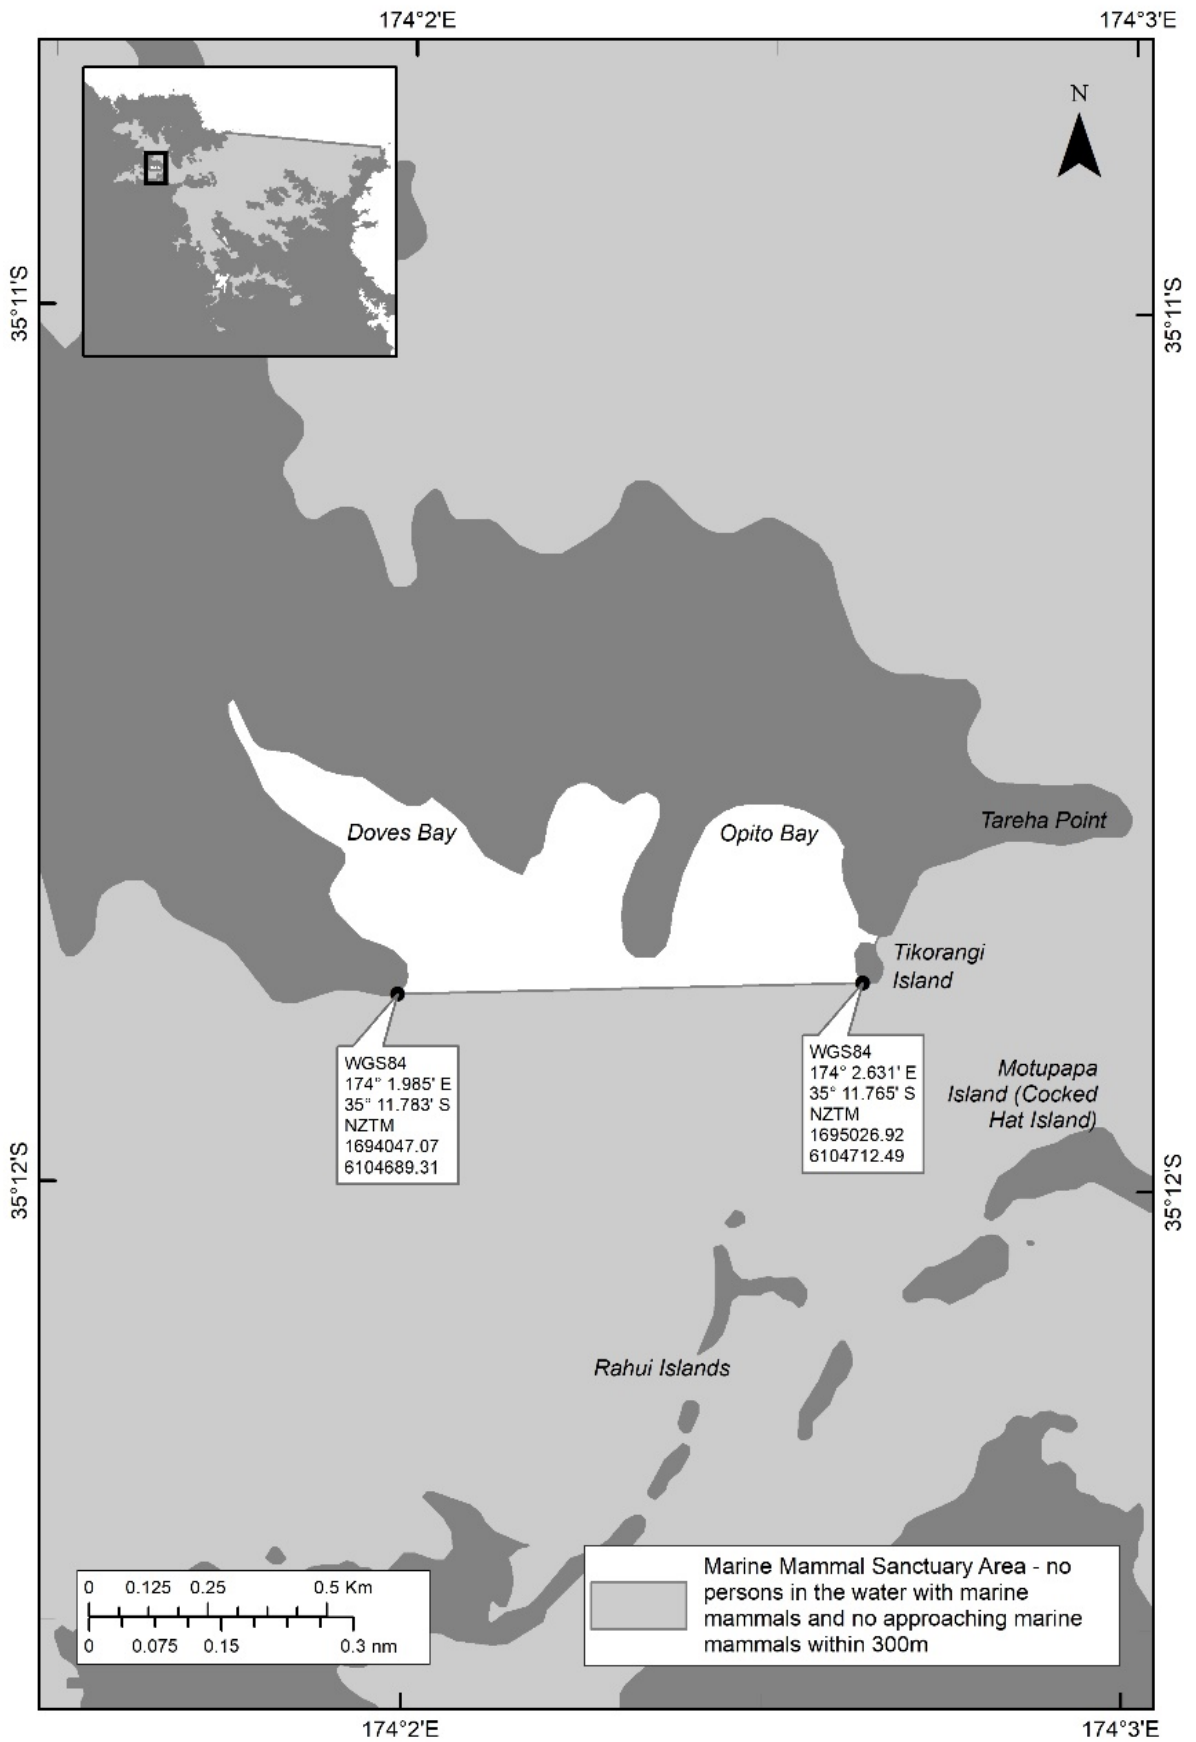 174°2'E
174°3'E
N
35°11'S
35°11'S
Doves Bay
Opito Bay
Tareha Point
Tikorangi
Island
WGS84
174° 1.985' E
35° 11.783' S
NZTM
1694047.07
6104689.31
WGS84
174° 2.631' E
35° 11.765' S
NZTM
1695026.92
6104712.49
Motupapa
Island (Cocked
Hat Island)
35°12'S
35°12'S
Rahui Islands
0 0.125 0.25 0.5 Km
0 0.075 0.15 0.3 nm
Marine Mammal Sanctuary Area - no
persons in the water with marine
mammals and no approaching marine
mammals within 300m
174°2'E
174°3'E